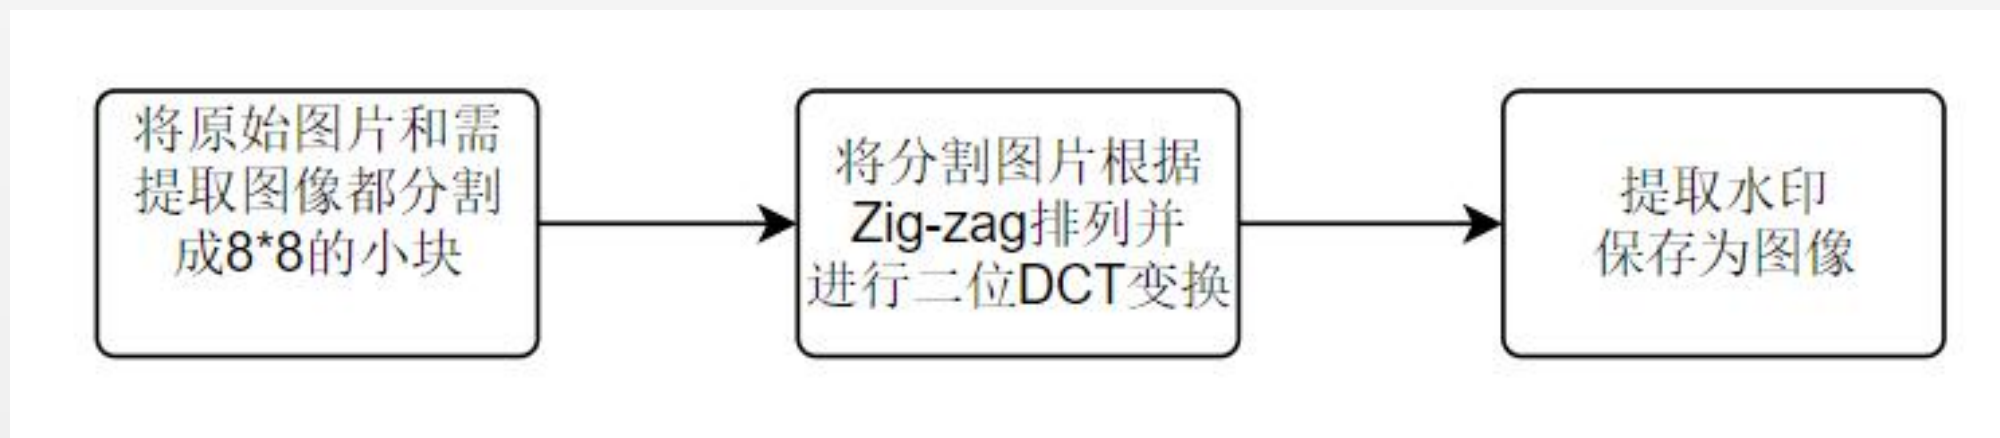 将原始图片和需
提取图像都分割
成8*8的小块
将分割图片根据
Zig-zag排列并
进行二位DCT变换
提取水印
保存为图像